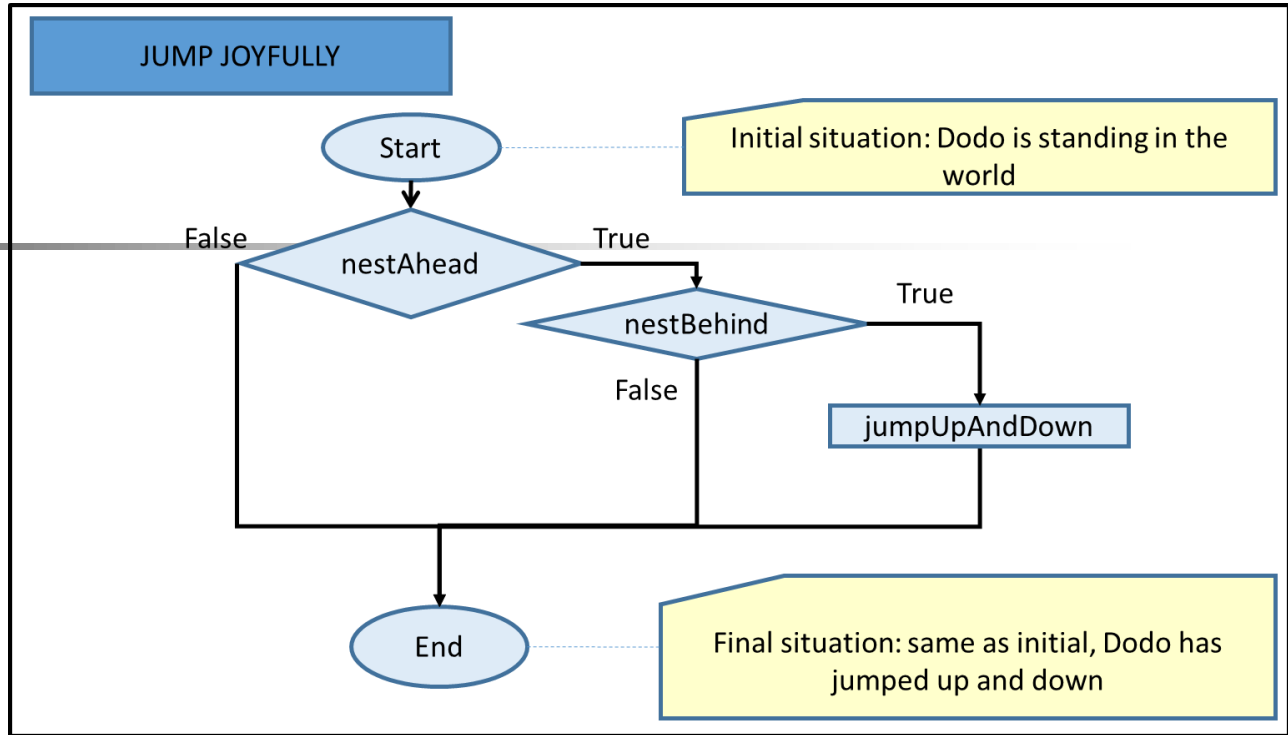 JUMP JOYFULLY
Start
Initial situation: Dodo is standing in the
world
False
True
nestAhead
True
nestBehind
False
jumpUpAndDown
End
Final situation: same as initial, Dodo has
jumped up and down